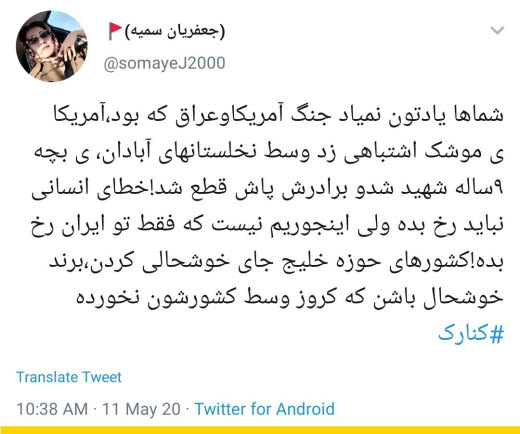 (جعفریان سمیه)🚩
@somayeJ2000
شماها یادتون نمیاد جنگ آمریکاوعراق که بود،آمریکا
ی موشک اشتباهی زد وسط نخلستانهای آبادان، ی بچه
۹ساله شهید شدو برادرش پاش قطع شد!خطای انسانی
نباید رخ بده ولی اینجوریم نیست که فقط تو ایران رخ
بده!کشورهای حوزه خلیج جای خوشحالی کردن،برند
خوشحال باشن که کروز وسط کشورشون نخورده
#کنارک
Translate Tweet
10:38 AM · 11 May 20 · Twitter for Android